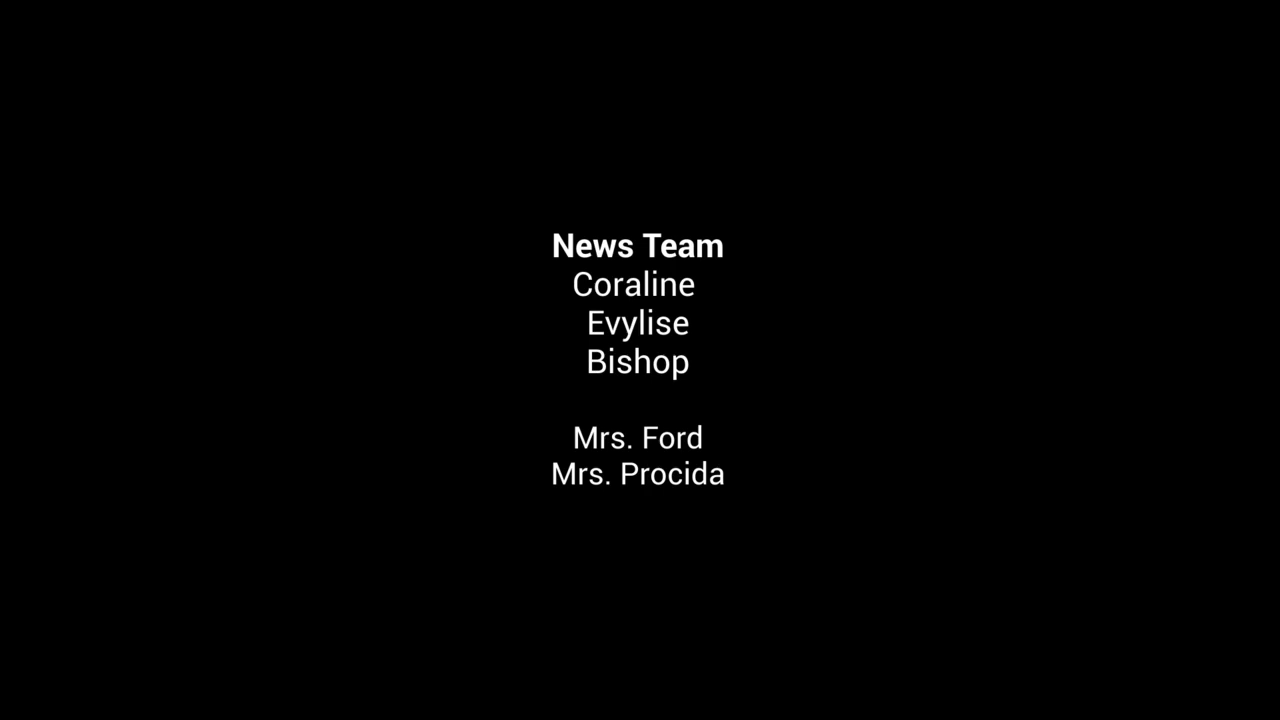 News Team
Coraline
Evylise
Bishop
Mrs. Ford
Mrs. Procida